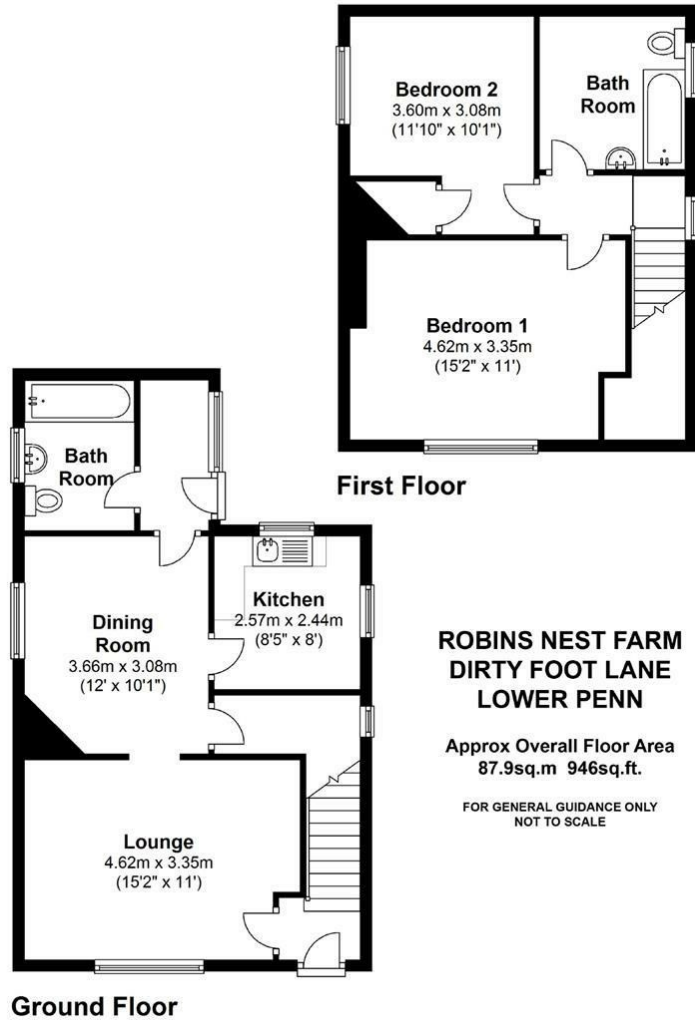 Bedroom 2
3.60m x 3.08m
(11'10" x 10'1")
Bath
Room
Bedroom 1
4.62m x 3.35m
(15'2" x 11')
First Floor
Bath
Room
Kitchen
2.57m x 2.44m
(8'5" x 8')
Dining
Room
3.66m x 3.08m
(12' x 10'1")
Lounge
4.62m x 3.35m
(15'2" x 11')
Ground Floor
ROBINS NEST FARM
DIRTY FOOT LANE
LOWER PENN
Approx Overall Floor Area
87.9sq.m 946sq.ft.
FOR GENERAL GUIDANCE ONLY
NOT TO SCALE